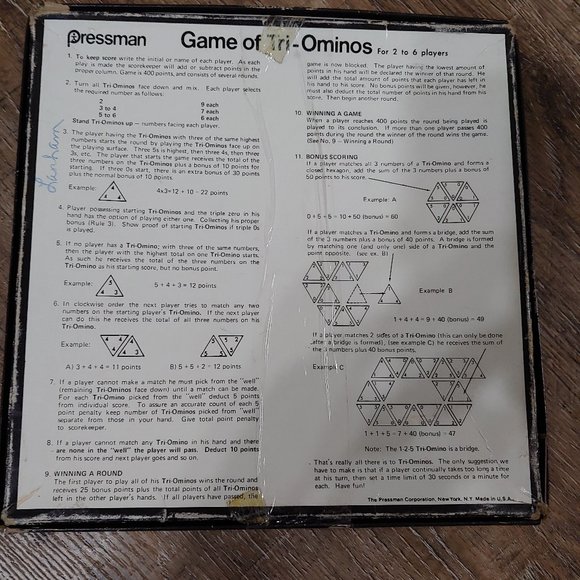 Pressman
Game of Tri-Ominos
For 2 to 6 players
1. To keep score write the initial or name of each player. As each
play is made the scorekeeper will add or subtract points in the
proper column. Game is 400 points, and consists of several rounds.
2. Turn all Tri-Ominos face down and mix. Each player selects
the required number as follows:
2 9 each
3 to 4 7 each
5 to 6 6 each
Stand Tri-Ominos up — numbers facing each player.
Lanham
3. The player having the Tri-Ominos with three of the same highest
numbers starts the round by playing the Tri-Ominos face up on
the playing surface. Three 5s is highest, then three 4s, then three
3s, etc. The player that starts the game receives the total of the
three numbers on the Tri-Ominos plus a bonus of 10 points for
starting. If three 0s start, there is an extra bonus of 30 points
plus the normal bonus of 10 points.
Example: 4x3=12 + 10 – 22 points
4. Player possessing starting Tri-Ominos and the triple zero in his
hand has the option of playing either one. Collecting his proper
bonus (Rule 3). Show proof of starting Tri-Ominos if triple 0s
is played.
5. If no player has a Tri-Omino; with three of the same numbers,
then the player with the highest total on one Tri-Omino starts.
As such he receives the total of the three numbers on the
Tri-Omino as his starting score, but no bonus point.
Example: 5 + 4 + 3 = 12 points
6. In clockwise order the next player tries to match any two
numbers on the starting player's Tri-Omino. If the next player
can do this he receives the total of all three numbers on his
Tri-Omino.
Example:
A) 3 + 4 + 4 = 11 points B) 5 + 5 + 2 = 12 points
7. If a player cannot make a match he must pick from the "well"
(remaining Tri-Ominos face down) until a match can be made.
For each Tri-Omino picked from the "well" deduct 5 points
from individual score. To assure an accurate count of each 5
point penalty keep number of Tri-Ominos picked from "well"
separate from those in your hand. Give total point penalty
to scorekeeper.
8. If a player cannot match any Tri-Omino in his hand and there
are none in the "well" the player will pass. Deduct 10 points
from his score and next player goes and so on.
9. WINNING A ROUND
The first player to play all of his Tri-Ominos wins the round and
receives 25 bonus points plus the total points of all Tri-Ominos
left in the other player's hands. If all players have passed, the
game is now blocked. The player having the lowest amount of
points in his hand will be declared the winner of that round. He
will add the total amount of points that each player has left in
his hand to his score. No bonus points will be given, however, he
must also deduct the total number of points in his hand from his
score. Then begin another round.
10. WINNING A GAME
When a player reaches 400 points the round being played is
played to its conclusion. If more than one player passes 400
points during the round the winner of the round wins the game.
(See No. 9 – Winning a Round)
11. BONUS SCORING
If a player matches all 3 numbers of a Tri-Omino and forms a
closed hexagon, add the sum of the 3 numbers plus a bonus of
50 points to his score.
Example: A
0 + 5 + 5 = 10 + 50 (bonus) = 60
If a player matches a Tri-Omino and forms a bridge, add the sum
of the 3 numbers plus a bonus of 40 points. A bridge is formed
by matching one (and only one) side of a Tri-Omino and the
point opposite. (see ex. B)
Example B
1 + 4 + 4 – 9 + 40 (bonus) – 49
If a player matches 2 sides of a Tri-Omino (this can only be done
after a bridge is formed), (see example C) he receives the sum of
the 3 numbers plus 40 bonus points.
Example C
1 + 1 + 5 – 7 + 40 (bonus) – 47
Note: The 1-2-5 Tri-Omino is a bridge.
That's really all there is to Tri-Ominos. The only suggestion we
have to make is that if a player continually takes too long a time
at his turn, then set a time limit of 30 seconds or a minute for
each. Have fun!
The Pressman Corporation, New York, N.Y. Made in U.S.A.